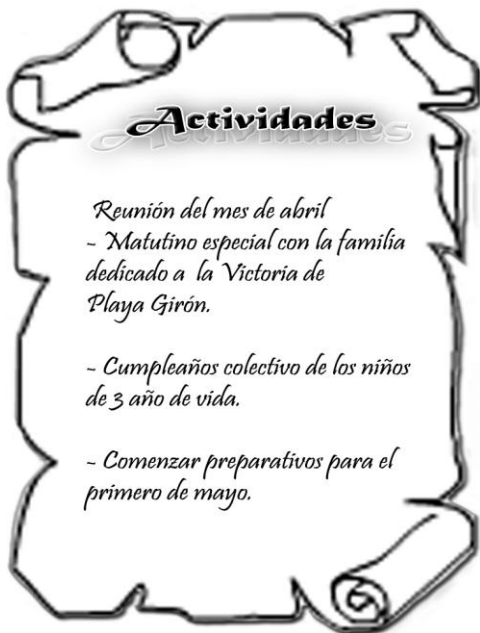 Actividades
Reunión del mes de abril
- Matutino especial con la familia
dedicado a la Victoria de
Playa Girón.
- Cumpleaños colectivo de los niños
de 3 año de vida.
- Comenzar preparativos para el
primero de mayo.